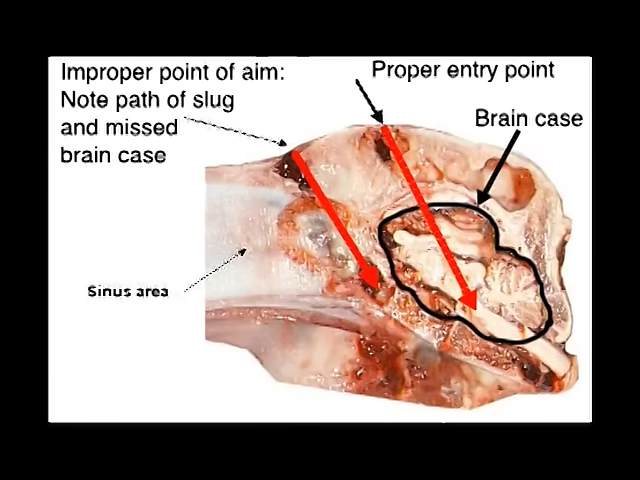 Improper point of aim:
Note path of slug
and missed
brain case
Proper entry point
Brain case
Sinus area